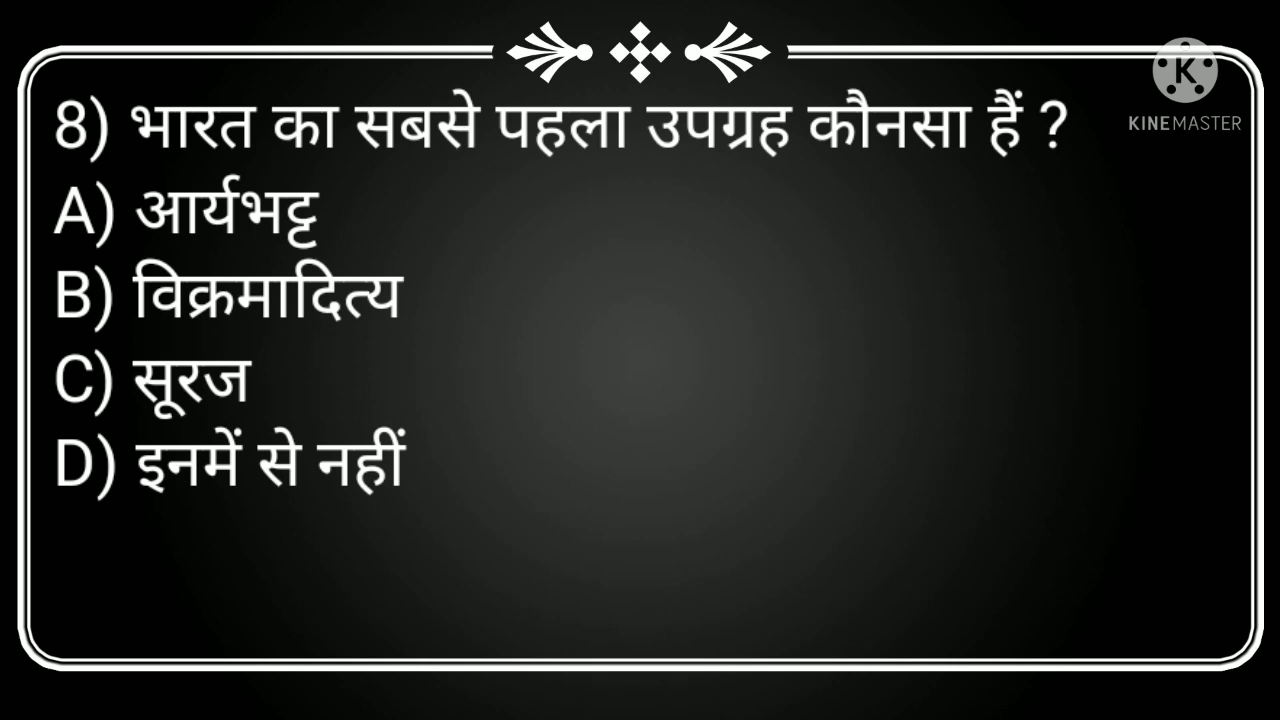 8) भारत का सबसे पहला उपग्रह कौनसा हैं ?
A) आर्यभट्ट
B) विक्रमादित्य
C) सूरज
D) इनमें से नहीं
K
KINEMASTER